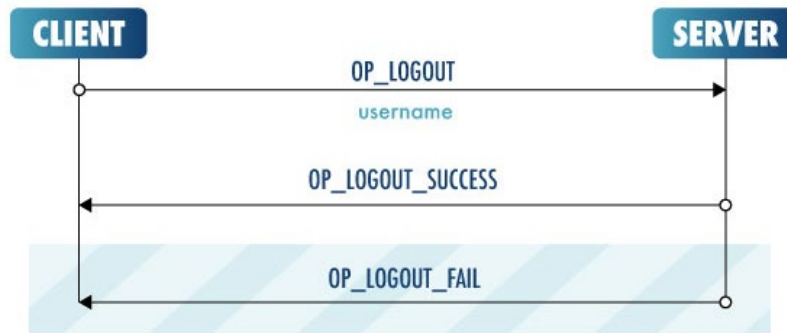 CLIENT
SERVER
OP_LOGOUT
username
OP_LOGOUT_SUCCESS
OP_LOGOUT_FAIL